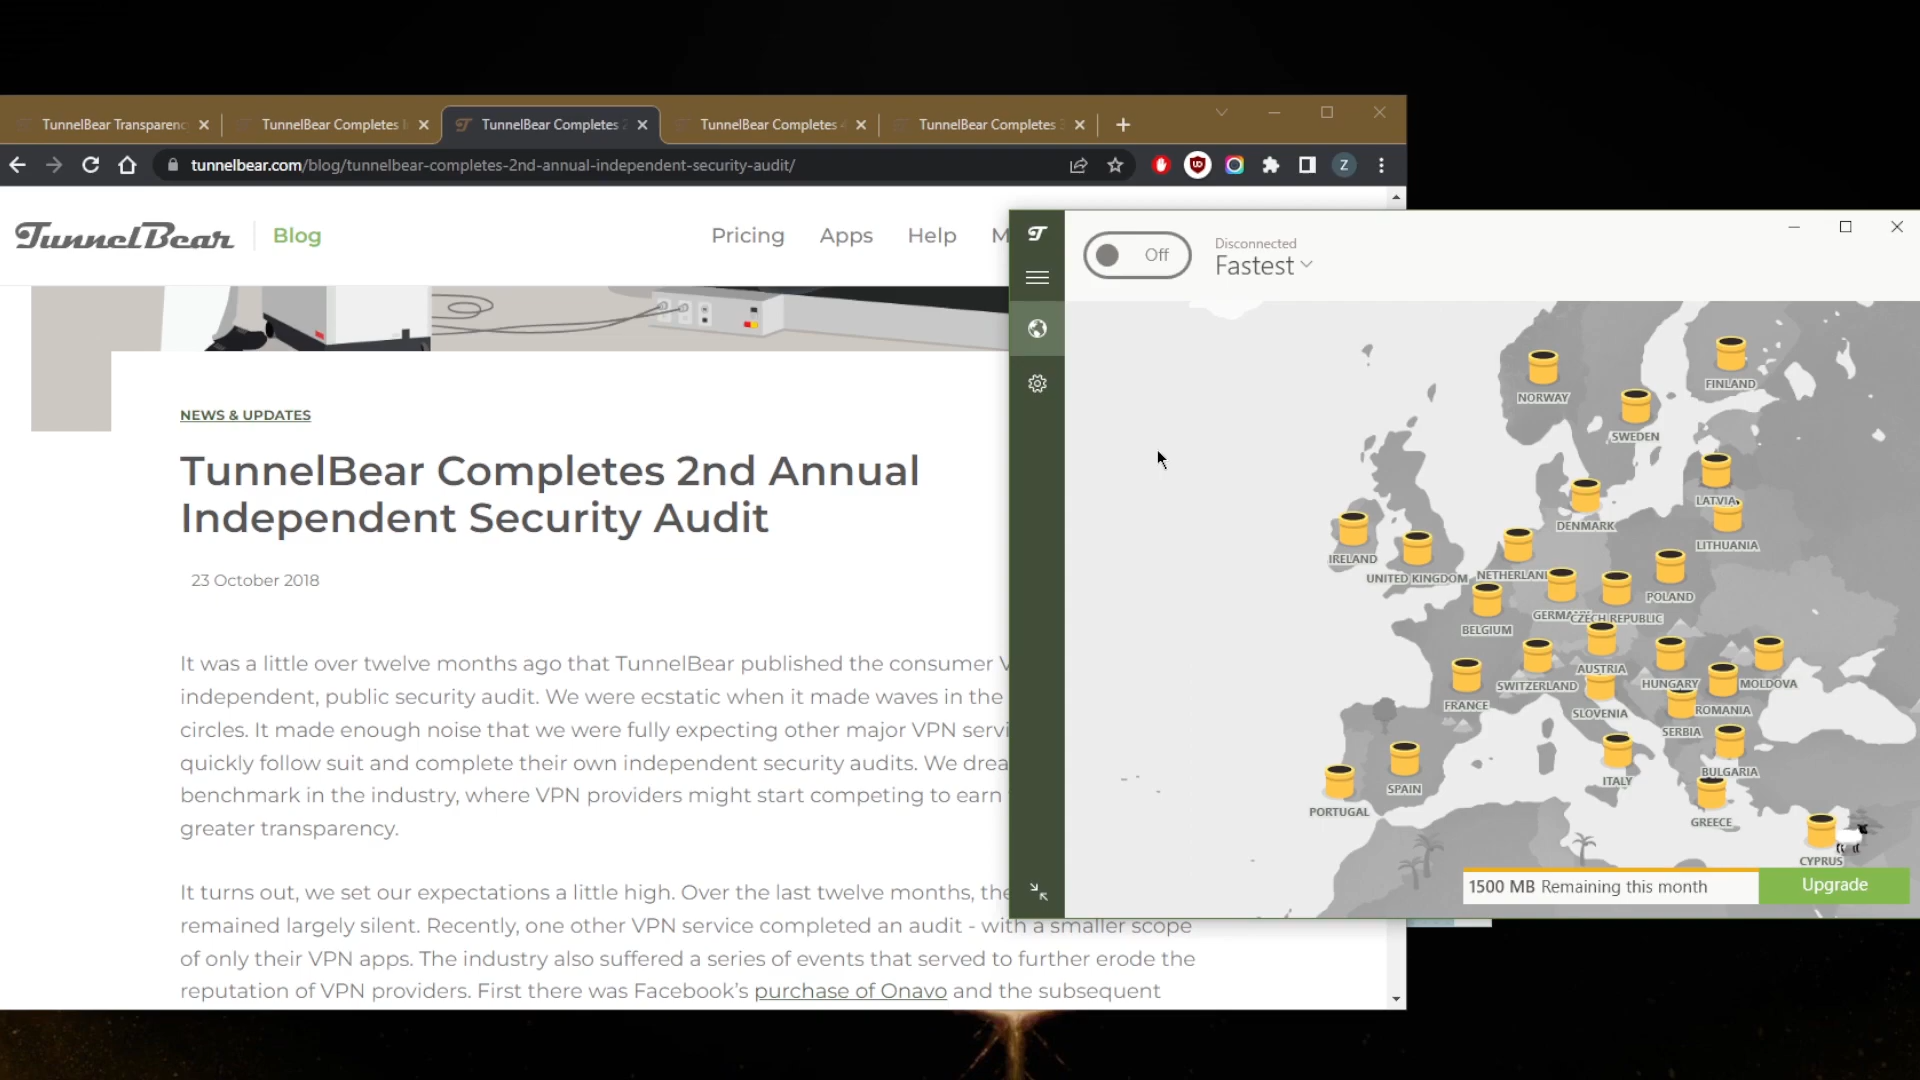 TunnelBear Transparenc
TunnelBear Completes
TunnelBear Completes 2
TunnelBear Completes 4
TunnelBear Completes 3
tunnelbear.com/blog/tunnelbear-completes-2nd-annual-independent-security-audit/
Z
TunnelBear
Blog
Pricing
Apps
Help
M
NEWS & UPDATES
TunnelBear Completes 2nd Annual
Independent Security Audit
23 October 2018
It was a little over twelve months ago that TunnelBear published the consumer V
independent, public security audit. We were ecstatic when it made waves in the
circles. It made enough noise that we were fully expecting other major VPN servi
quickly follow suit and complete their own independent security audits. We drea
benchmark in the industry, where VPN providers might start competing to earn
greater transparency.
It turns out, we set our expectations a little high. Over the last twelve months, the
remained largely silent. Recently, one other VPN service completed an audit - with a smaller scope
of only their VPN apps. The industry also suffered a series of events that served to further erode the
reputation of VPN providers. First there was Facebook's purchase of Onavo and the subsequent
T
Off
Disconnected
Fastest
NORWAY
FINLAND
SWEDEN
LATVIA
DENMARK
LITHUANIA
IRELAND
UNITED KINGDOM
NETHERLAN
GERMA
CZECH REPUBLIC
POLAND
BELGIUM
AUSTRIA
SWITZERLAND
HUNGARY
MOLDOVA
FRANCE
SLOVENIA
ROMANIA
SERBIA
BULGARIA
ITALY
SPAIN
PORTUGAL
GREECE
CYPRUS
1500 MB Remaining this month
Upgrade